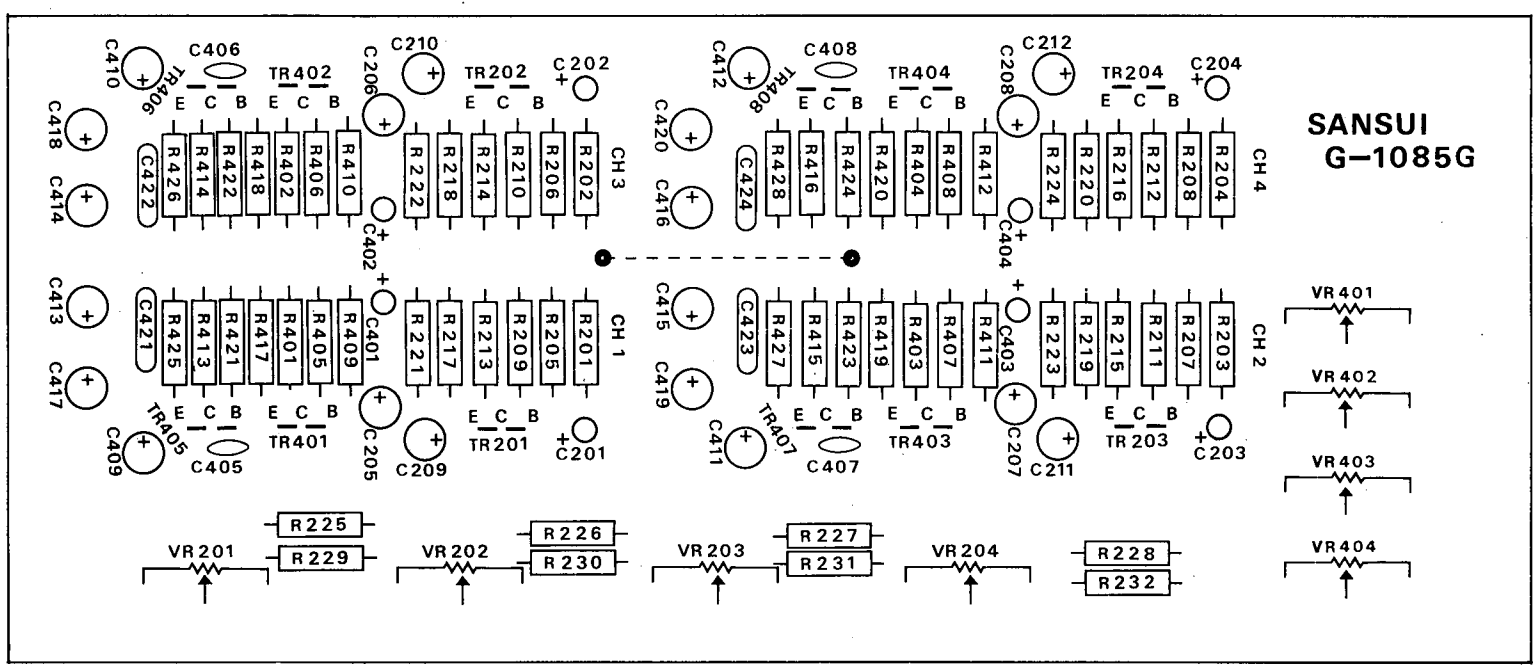 C410
C406
TR406
TR402
C206
C210
TR202
C202
C412
C408
TR408
TR404
C208
C212
TR204
C204
E C B
E C B
E C B
E C B
E C B
E C B
E C B
E C B
C418
C414
C422
R426
R414
R422
R418
R402
R406
R410
R222
R218
R214
R210
R206
R202
CH 3
C420
C416
C424
R428
R416
R424
R420
R404
R408
R412
R224
R220
R216
R212
R208
R204
CH 4
SANSUI
G-1085G
C402
C404
C413
C417
C421
R425
R413
R421
R417
R401
R405
R409
C401
R221
R217
R213
R209
R205
R201
CH 1
C415
C419
C423
R427
R415
R423
R419
R403
R407
R411
C403
R223
R219
R215
R211
R207
R203
CH 2
VR401
VR402
VR403
VR404
E C B
E C B
E C B
E C B
E C B
E C B
E C B
E C B
C409
TR405
C405
TR401
C205
C209
TR201
C201
C411
TR407
C407
TR403
C207
C211
TR203
C203
VR201
R225
R229
VR202
R226
R230
VR203
R227
R231
VR204
R228
R232